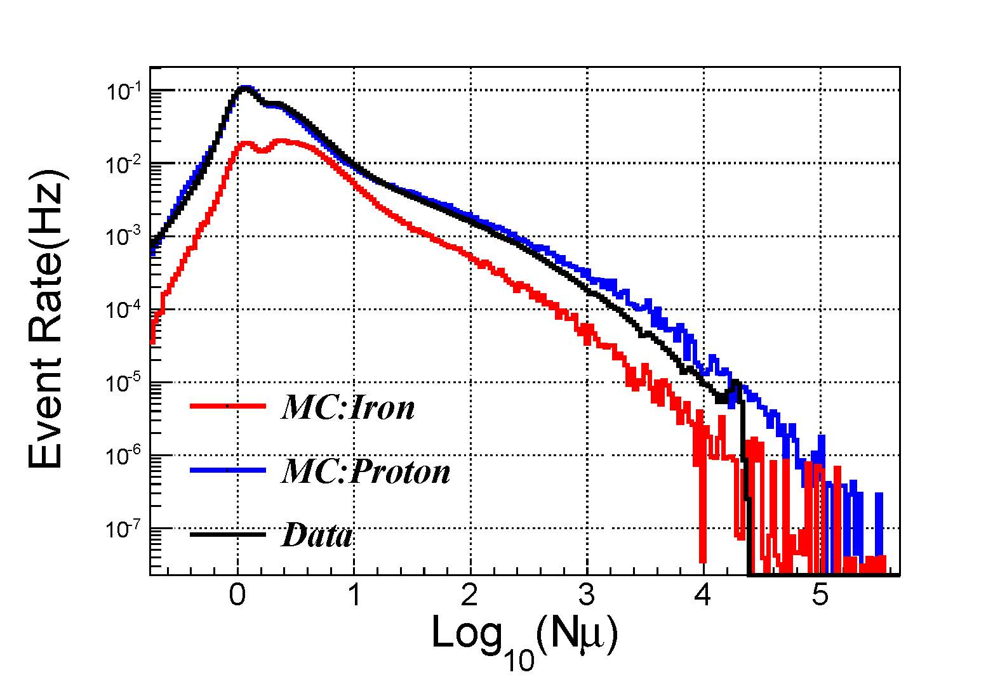 Event Rate(Hz)
10⁻¹
10⁻²
10⁻³
10⁻⁴
10⁻⁵
10⁻⁶
10⁻⁷
MC:Iron
MC:Proton
Data
0 1 2 3 4 5
Log₁₀(Nμ)